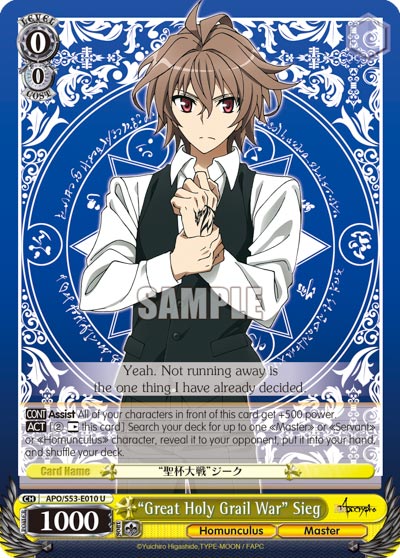 LEVEL
0
0
COST
SAMPLE
Yeah. Not running away is
the one thing I have already decided.
CONT Assist All of your characters in front of this card get +500 power.
ACT [② this card] Search your deck for up to one «Master» or «Servant»
or «Homunculus» character, reveal it to your opponent, put it into your hand,
and shuffle your deck.
Card Name
“聖杯大戦”ジーク
CH APO/S53-E010 U
“Great Holy Grail War” Sieg
Apocrypha
POWER
1000
SOUL
Homunculus
Master
©Yuichiro Higashide,TYPE-MOON / FAPC